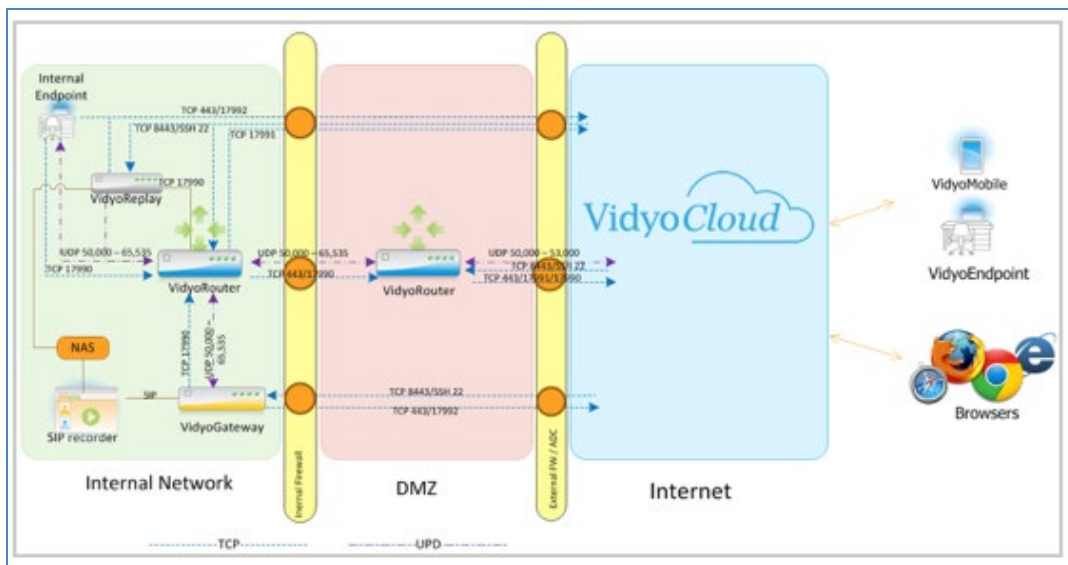 Internal
Endpoint
TCP 443/17992
TCP 8443/SSH 22
TCP 17991
TCP 17990
VidyoReplay
UDP 50,000 – 65,535
TCP 17990
VidyoRouter
UDP 50,000 – 65,535
TCP 443/17990
VidyoRouter
UDP 50,000 – 53,000
TCP 8443/SSH 22
TCP 443/17991/17990
TCP 17990
UDP 50,000 –
65,535
NAS
SIP
SIP recorder
VidyoGateway
TCP 8443/SSH 22
TCP 443/17992
VidyoCloud
VidyoMobile
VidyoEndpoint
Browsers
Internal Network
Inernal Firewall
DMZ
External FW / ADC
Internet
TCP
UPD